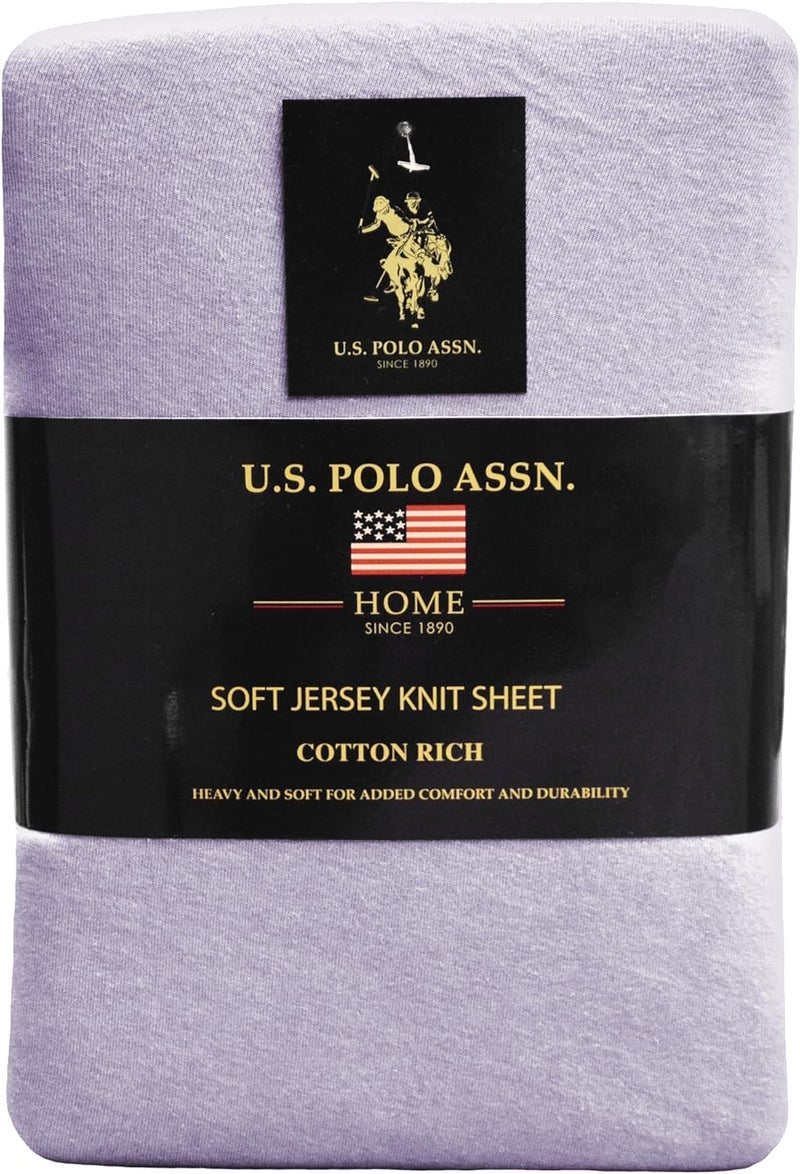 U.S. POLO ASSN.
SINCE 1890
U.S. POLO ASSN.
HOME
SINCE 1890
SOFT JERSEY KNIT SHEET
COTTON RICH
HEAVY AND SOFT FOR ADDED COMFORT AND DURABILITY